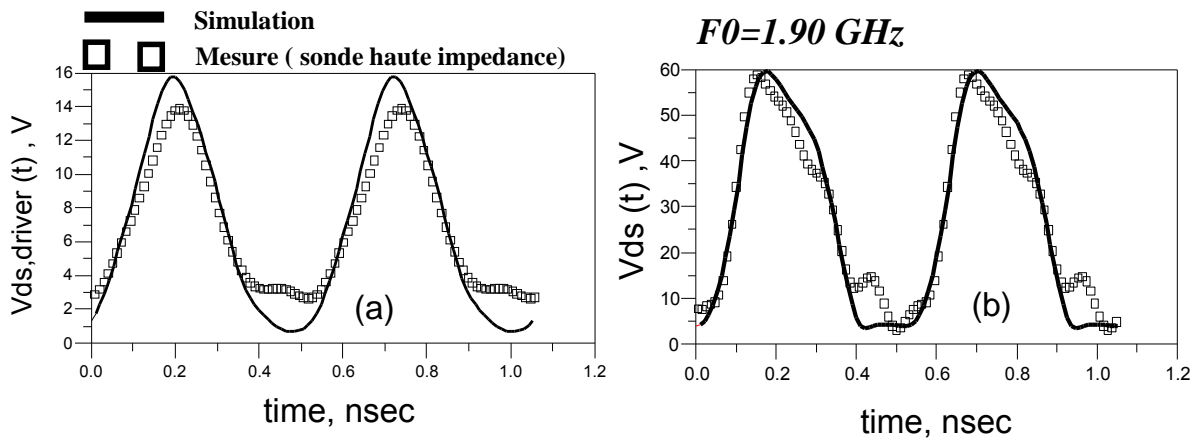 Simulation
Mesure ( sonde haute impedance)
F0=1.90 GHz
16
14
12
10
8
6
4
2
0
Vds,driver (t) , V
(a)
0.0 0.2 0.4 0.6 0.8 1.0 1.2
time, nsec
60
50
40
30
20
10
0
Vds (t) , V
(b)
0.0 0.2 0.4 0.6 0.8 1.0 1.2
time, nsec